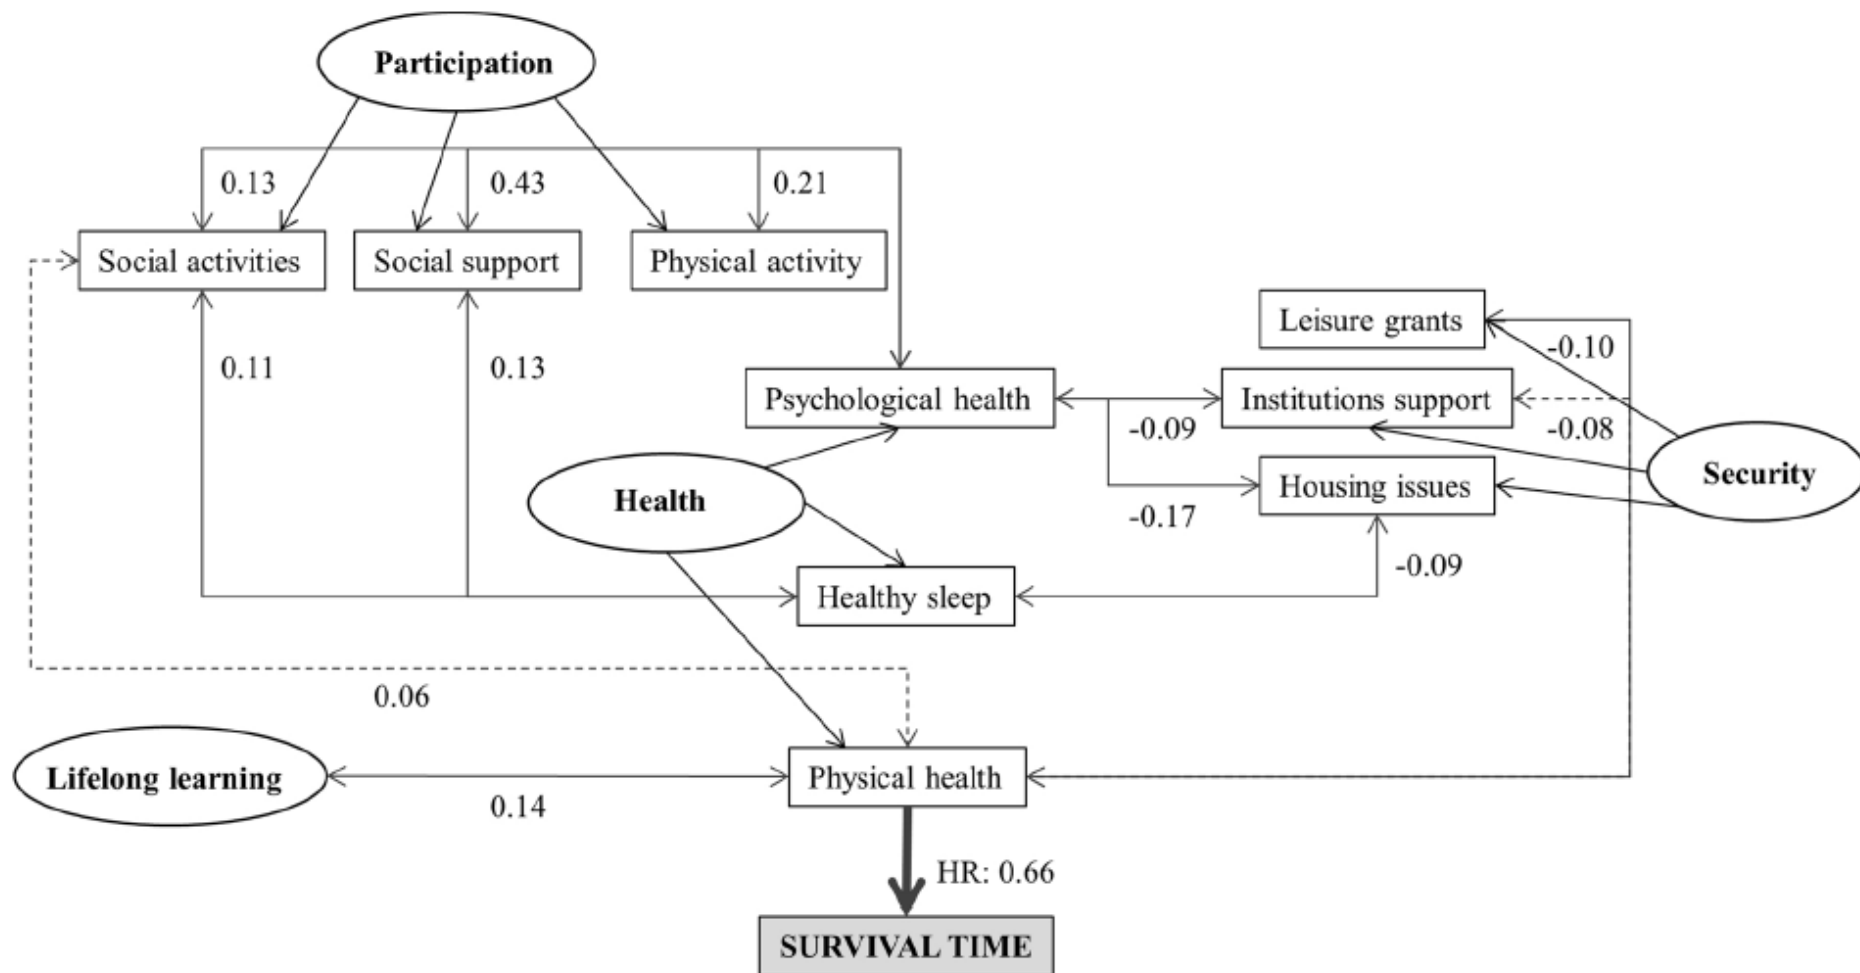 Participation
0.13
0.43
0.21
Social activities
Social support
Physical activity
Leisure grants
-0.10
0.11
0.13
Psychological health
Institutions support
-0.09
-0.08
Health
Housing issues
Security
-0.17
-0.09
Healthy sleep
0.06
Lifelong learning
Physical health
0.14
HR: 0.66
SURVIVAL TIME